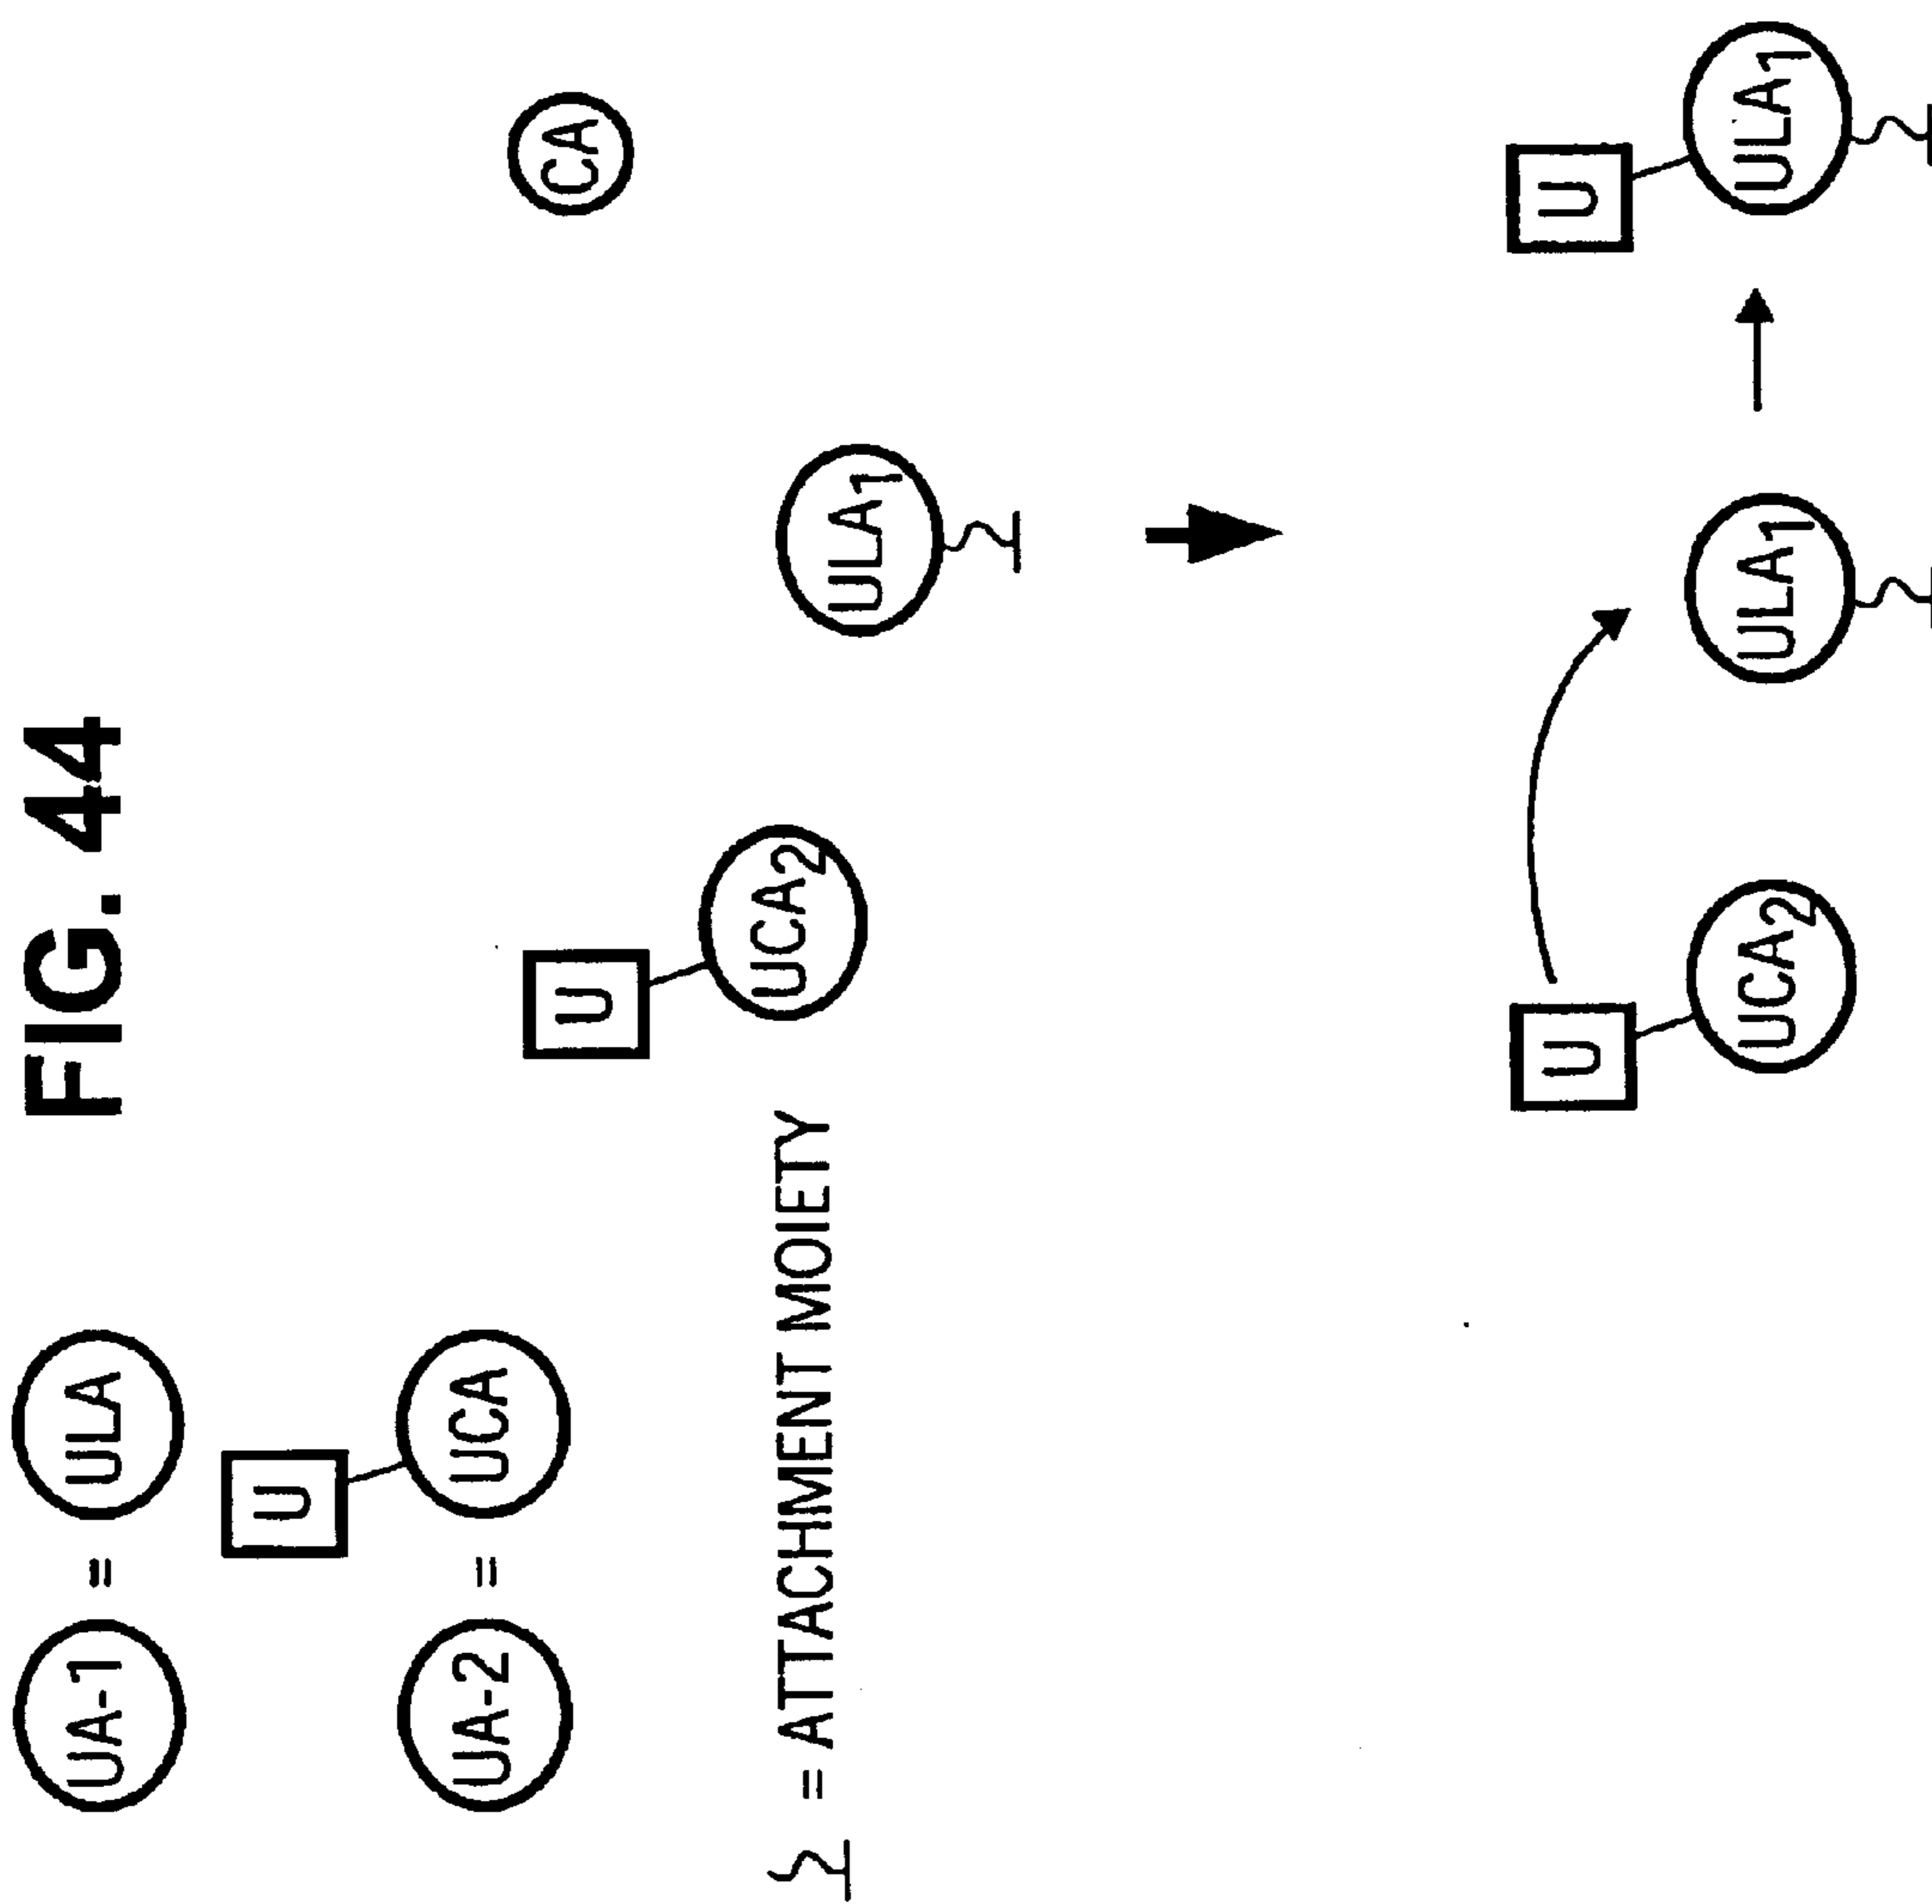 FIG. 44
UA-1 = ULA
U
UA-2 = UCA
= ATTACHMENT MOIETY
CA
U
UCA2
ULA1
U
UCA2
ULA1
U
ULA1